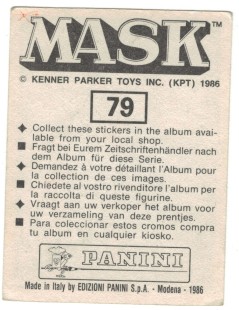 MASK™
© KENNER PARKER TOYS INC. (KPT) 1986
79
◆ Collect these stickers in the album avai-
lable from your local shop.
■ Fragt bei Eurem Zeitschriftenhändler nach
dem Album für diese Serie.
◆ Demandez à votre détaillant l'Album pour
la collection de ces images.
■ Chiedete al vostro rivenditore l'album per
la raccolta di queste figurine.
◆ Vraagt aan uw verkoper het album voor
uw verzameling van deze prentjes.
■ Para coleccionar estos cromos compra
tu album en cualquier kiosko.
PANINI
Made in Italy by EDIZIONI PANINI S.p.A. - Modena - 1986